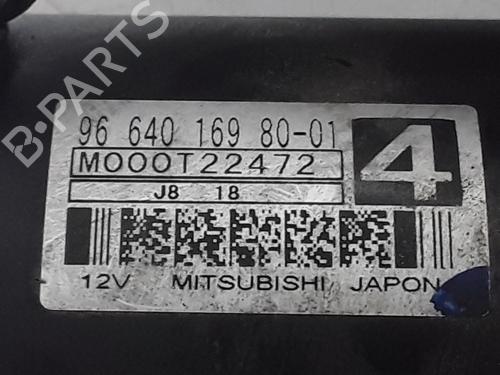 96 640 169 80-01
M000T22472
4
J8 18
12V MITSUBISHI JAPON
B-PARTS